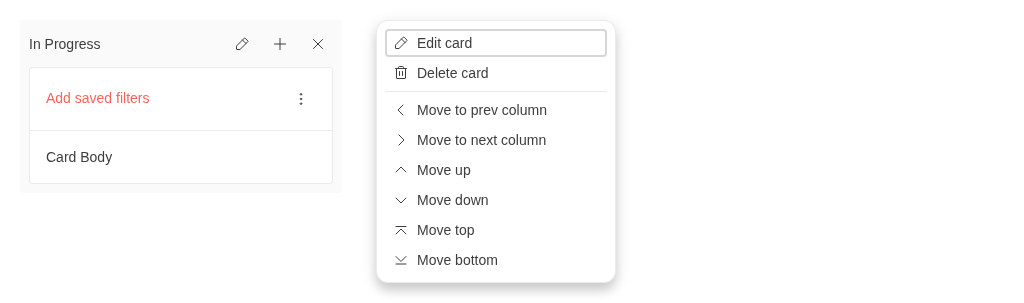 In Progress
Add saved filters
Card Body
Edit card
Delete card
Move to prev column
Move to next column
Move up
Move down
Move top
Move bottom